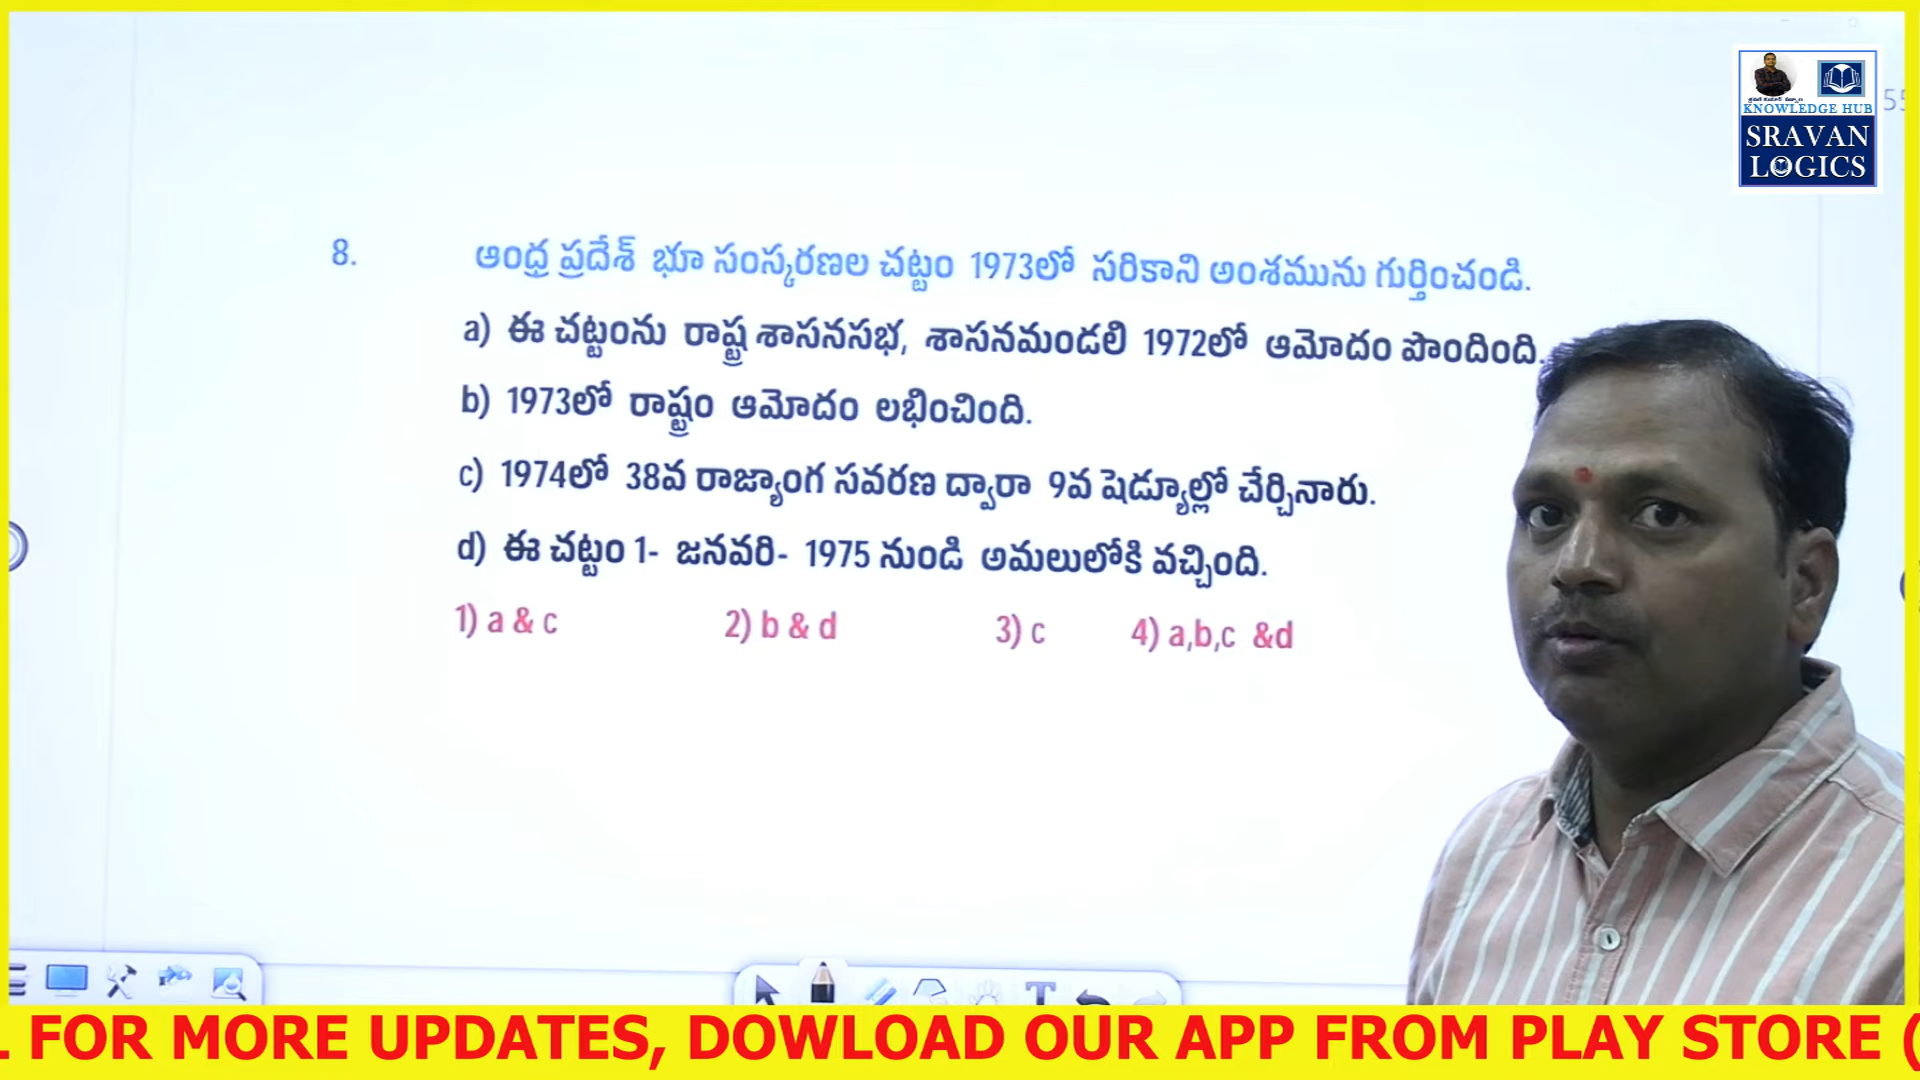 శ్రవణ్ కుమార్
KNOWLEDGE HUB
SRAVAN
LOGICS
8. ఆంధ్ర ప్రదేశ్ భూ సంస్కరణల చట్టం 1973లో సరికాని అంశమును గుర్తించండి.
a) ఈ చట్టంను రాష్ట్ర శాసనసభ, శాసనమండలి 1972లో ఆమోదం పొందింది.
b) 1973లో రాష్ట్రం ఆమోదం లభించింది.
c) 1974లో 38వ రాజ్యాంగ సవరణ ద్వారా 9వ షెడ్యూల్లో చేర్చినారు.
d) ఈ చట్టం 1- జనవరి- 1975 నుండి అమలులోకి వచ్చింది.
1) a & c 2) b & d 3) c 4) a,b,c &d
FOR MORE UPDATES, DOWLOAD OUR APP FROM PLAY STORE (